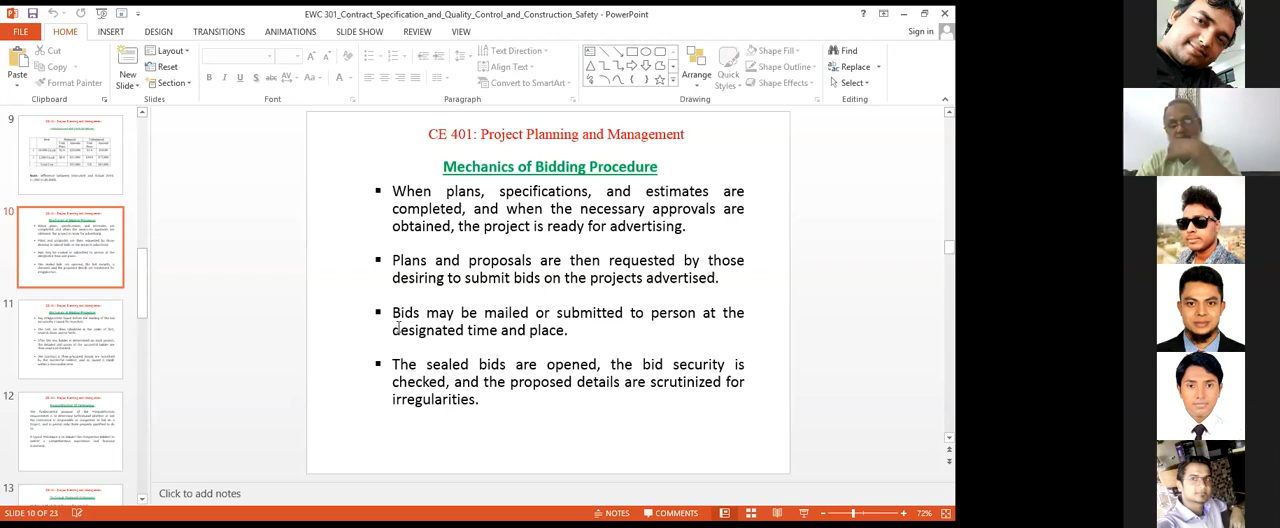 EWC 301_Contract_Specification_and_Quality_Control_and_Construction_Safety - PowerPoint
FILE HOME INSERT DESIGN TRANSITIONS ANIMATIONS SLIDE SHOW REVIEW VIEW Sign in
Cut
Copy
Format Painter
Paste
Clipboard
New
Slide
Layout
Reset
Section
Slides
Font
Text Direction
Align Text
Convert to SmartArt
Paragraph
Arrange
Quick
Styles
Shape Fill
Shape Outline
Shape Effects
Drawing
Find
Replace
Select
Editing
9
10
11
12
13
CE 401: Project Planning and Management
Mechanics of Bidding Procedure
▪ When plans, specifications, and estimates are
completed, and when the necessary approvals are
obtained, the project is ready for advertising.
▪ Plans and proposals are then requested by those
desiring to submit bids on the projects advertised.
▪ Bids may be mailed or submitted to person at the
designated time and place.
▪ The sealed bids are opened, the bid security is
checked, and the proposed details are scrutinized for
irregularities.
Click to add notes
SLIDE 10 OF 23 NOTES COMMENTS 72%